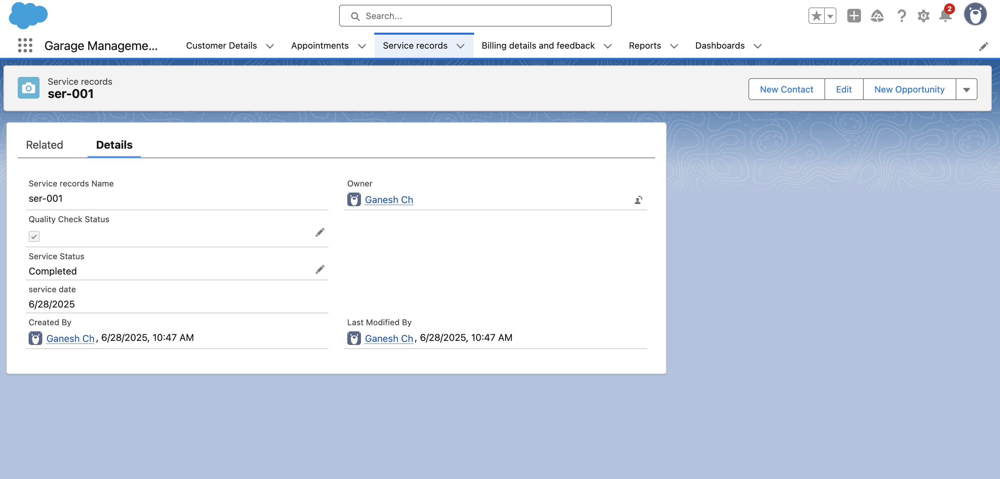 Search...
2
Garage Manageme...
Customer Details
Appointments
Service records
Billing details and feedback
Reports
Dashboards
Service records
ser-001
New Contact
Edit
New Opportunity
Related
Details
Service records Name
ser-001
Owner
Ganesh Ch
Quality Check Status
Service Status
Completed
service date
6/28/2025
Created By
Ganesh Ch, 6/28/2025, 10:47 AM
Last Modified By
Ganesh Ch, 6/28/2025, 10:47 AM